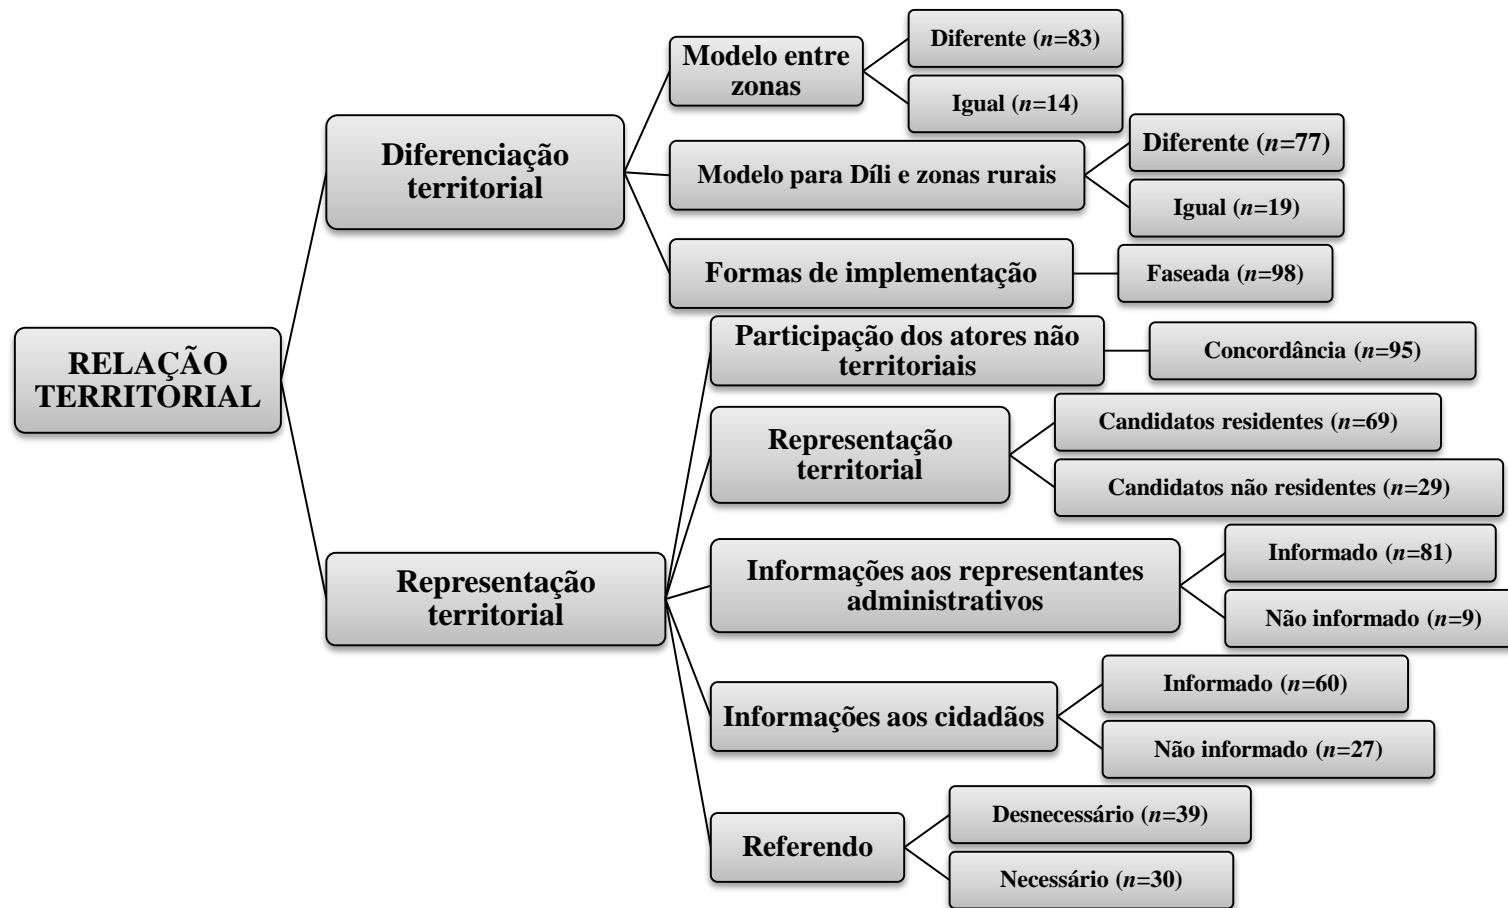 RELAÇÃO
TERRITORIAL
Diferenciação
territorial
Modelo entre
zonas
Diferente (n=83)
Igual (n=14)
Modelo para Díli e zonas rurais
Diferente (n=77)
Igual (n=19)
Formas de implementação
Faseada (n=98)
Representação
territorial
Participação dos atores não
territoriais
Concordância (n=95)
Representação
territorial
Candidatos residentes (n=69)
Candidatos não residentes (n=29)
Informações aos representantes
administrativos
Informado (n=81)
Não informado (n=9)
Informações aos cidadãos
Informado (n=60)
Não informado (n=27)
Referendo
Desnecessário (n=39)
Necessário (n=30)